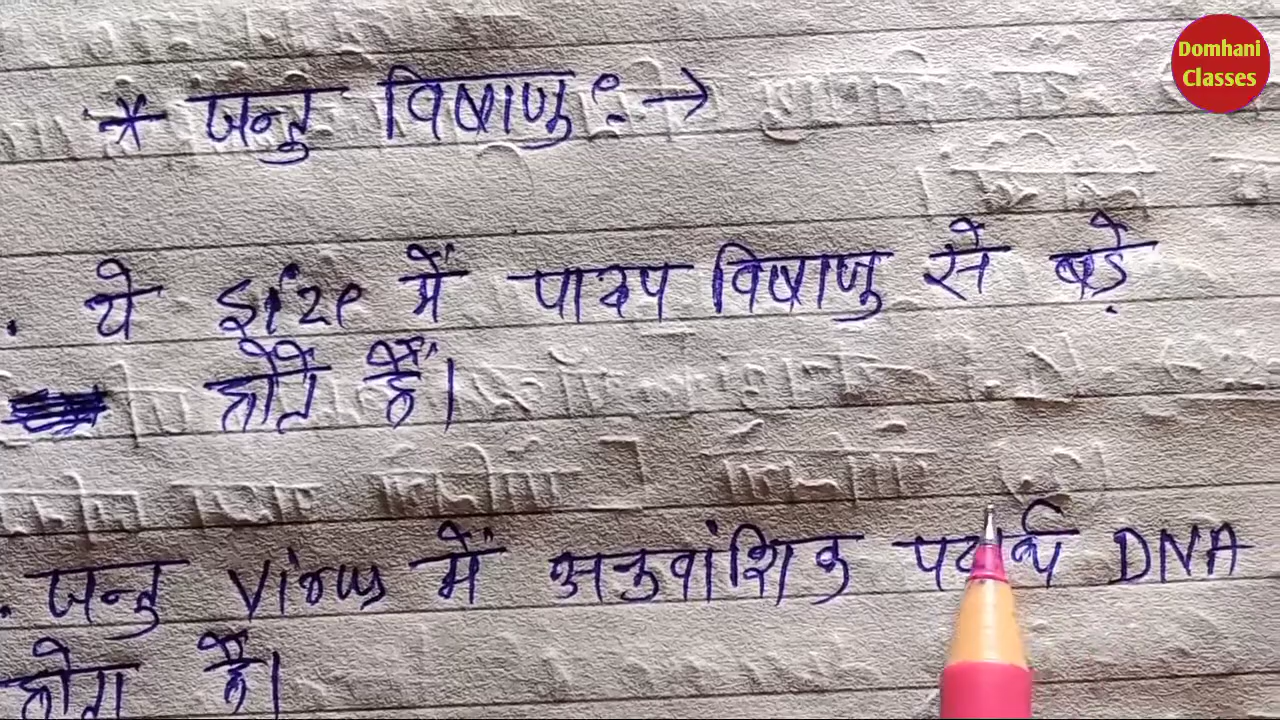 Domhani
Classes
* जन्तु विषाणु :→
. ये Size में पादप विषाणु से बड़े
होते हैं।
. जन्तु Virus में अनुवांशिक पदार्थ DNA
होता है।